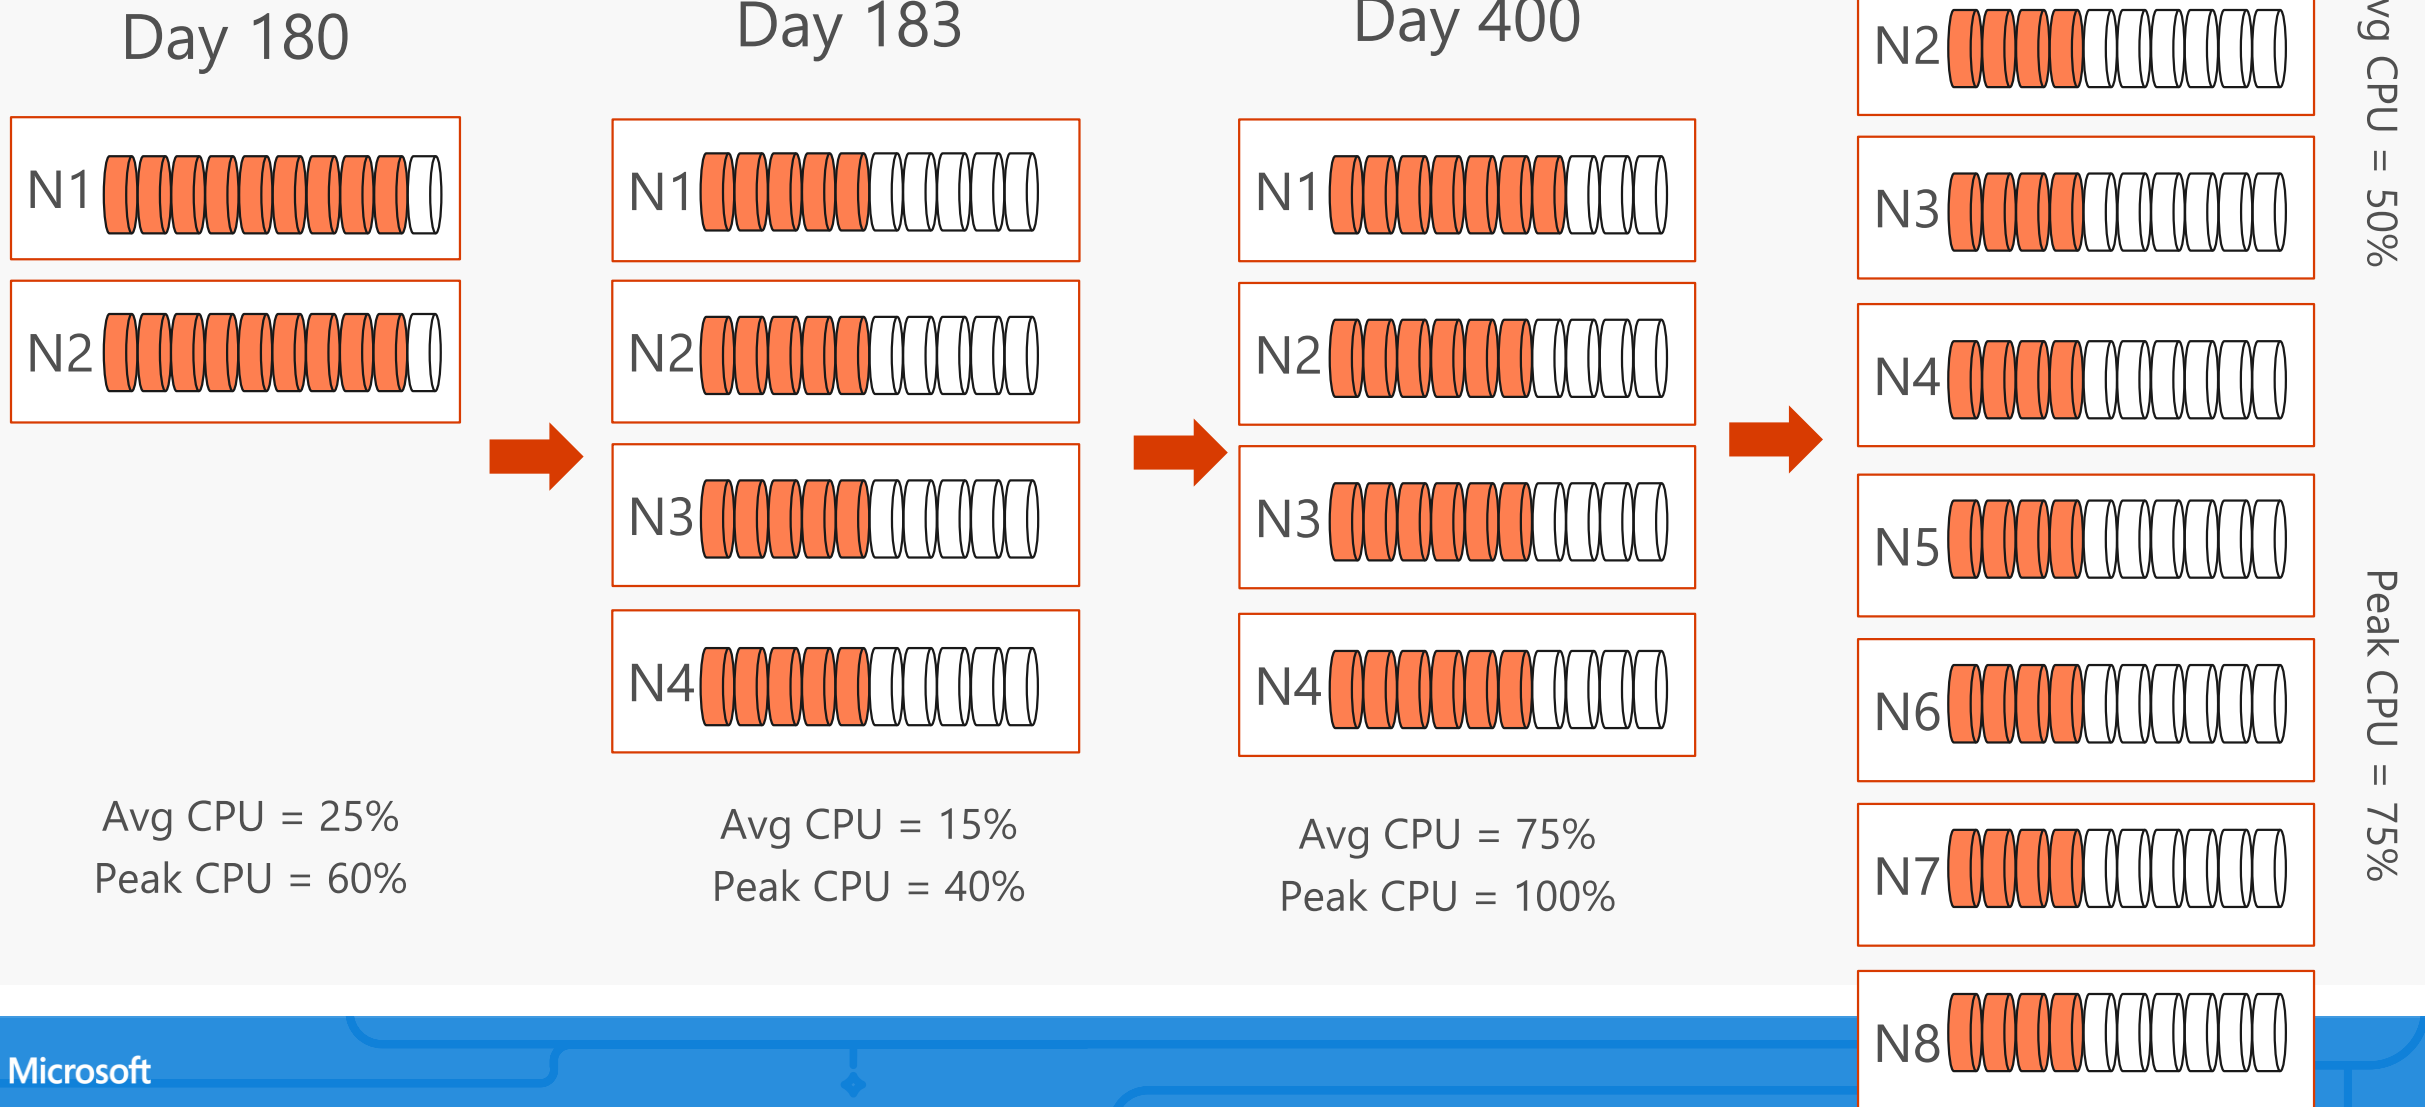 Day 180
N1
N2
Avg CPU = 25%
Peak CPU = 60%
Day 183
N1
N2
N3
N4
Avg CPU = 15%
Peak CPU = 40%
Day 400
N1
N2
N3
N4
Avg CPU = 75%
Peak CPU = 100%
N2
N3
N4
N5
N6
N7
N8
vg CPU = 50%
Peak CPU = 75%
Microsoft